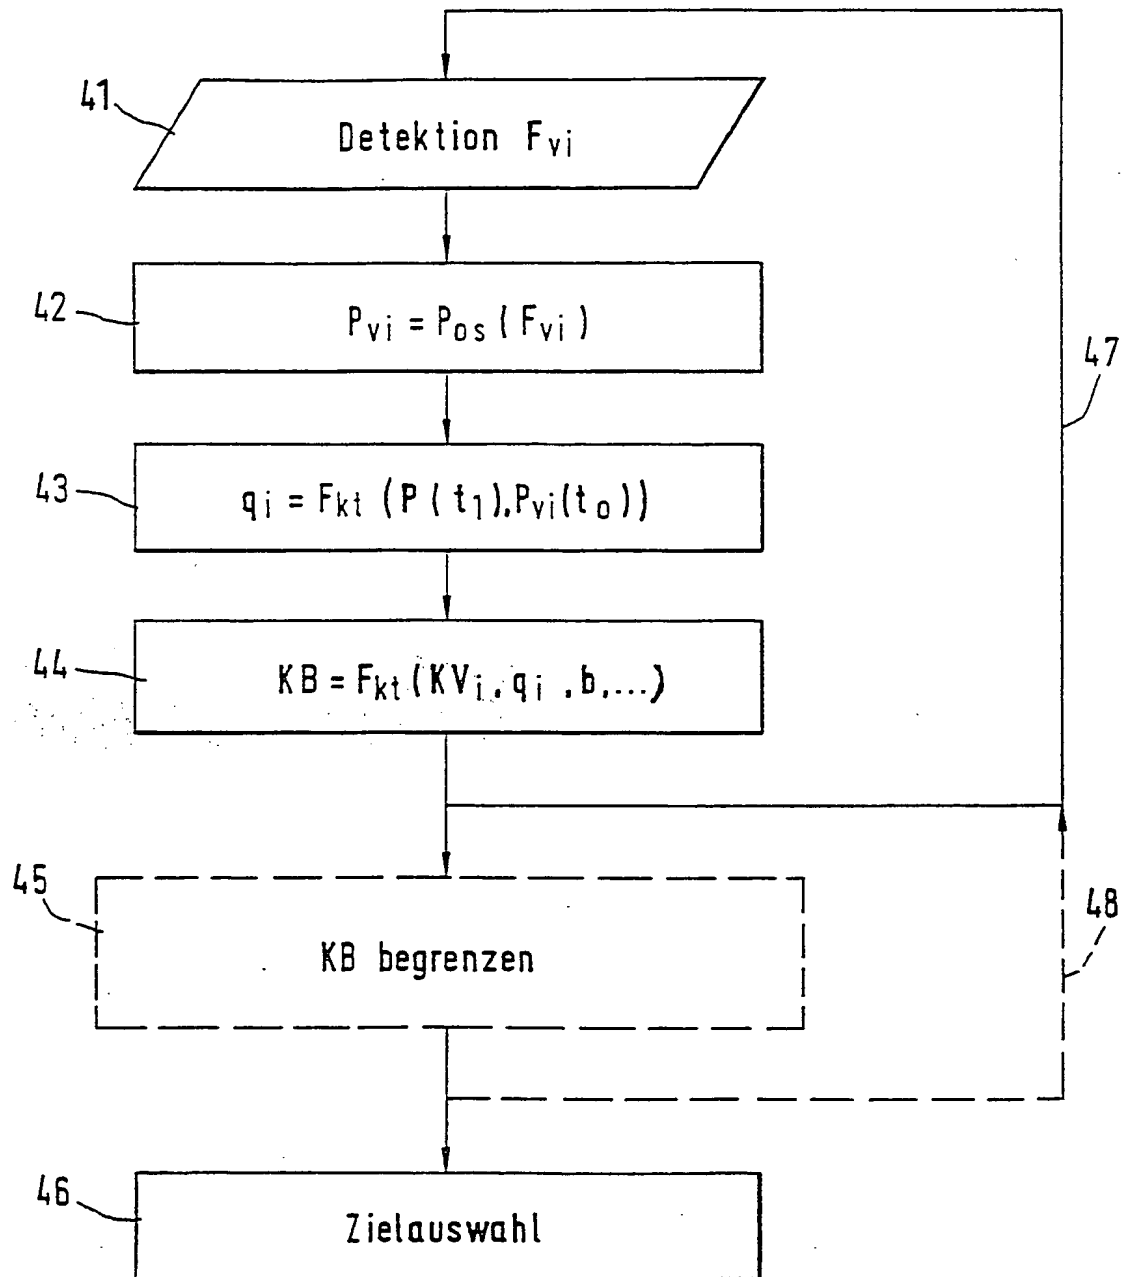 41
Detektion Fvi
42
Pvi = Pos ( Fvi )
47
43
qi = Fkt ( P ( t1 ), Pvi( to ) )
44
KB = Fkt ( KVi, qi , b, ... )
45
48
KB begrenzen
46
Zielauswahl